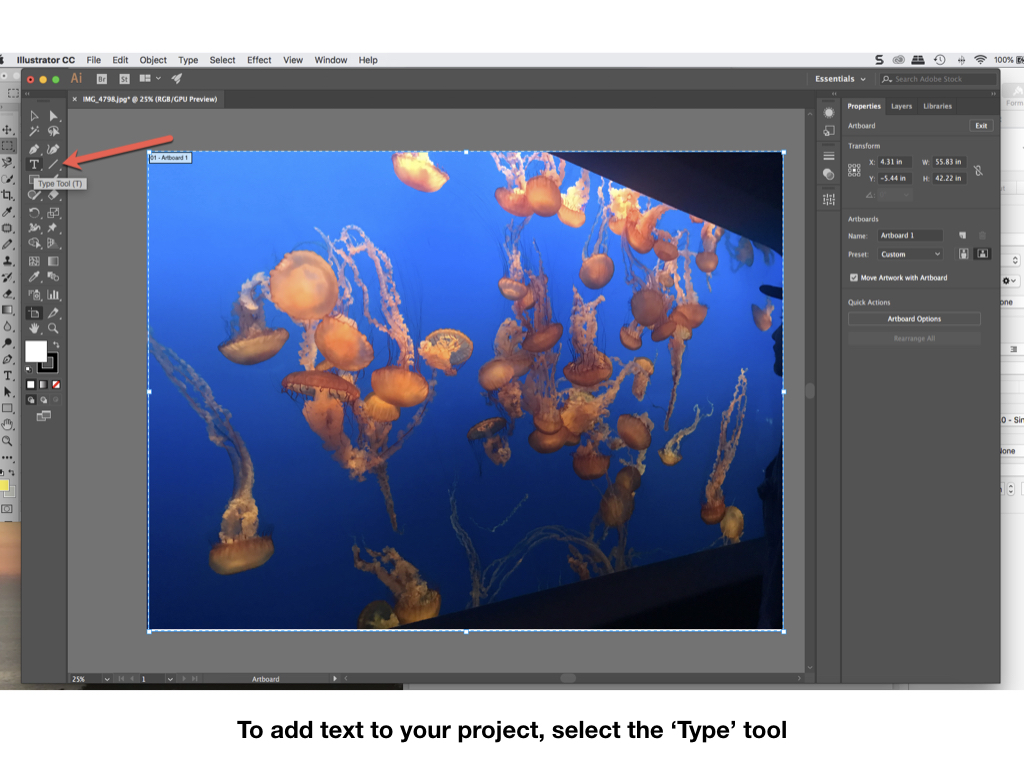 Illustrator CC File Edit Object Type Select Effect View Window Help 100%
Ai Br St Essentials Search Adobe Stock
× IMG_4798.jpg* @ 25% (RGB/GPU Preview)
Properties Layers Libraries
Artboard Exit
Transform
X: 4.31 in W: 55.83 in
Y: -5.44 in H: 42.22 in
01 - Artboard 1
Type Tool (T)
Artboards
Name: Artboard 1
Preset: Custom
Move Artwork with Artboard
Quick Actions
Artboard Options
Rearrange All
25% 1 Artboard
To add text to your project, select the ‘Type’ tool